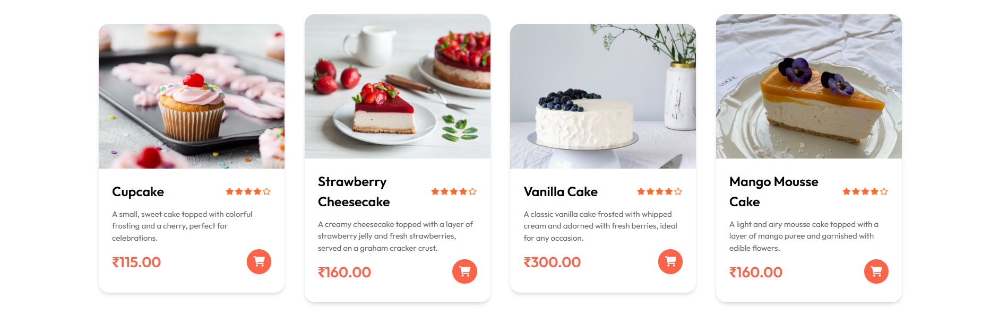 Cupcake
A small, sweet cake topped with colorful
frosting and a cherry, perfect for
celebrations.
₹115.00
Strawberry
Cheesecake
A creamy cheesecake topped with a layer of
strawberry jelly and fresh strawberries,
served on a graham cracker crust.
₹160.00
Vanilla Cake
A classic vanilla cake frosted with whipped
cream and adorned with fresh berries, ideal
for any occasion.
₹300.00
VOGUE
Mango Mousse
Cake
A light and airy mousse cake topped with a
layer of mango puree and garnished with
edible flowers.
₹160.00